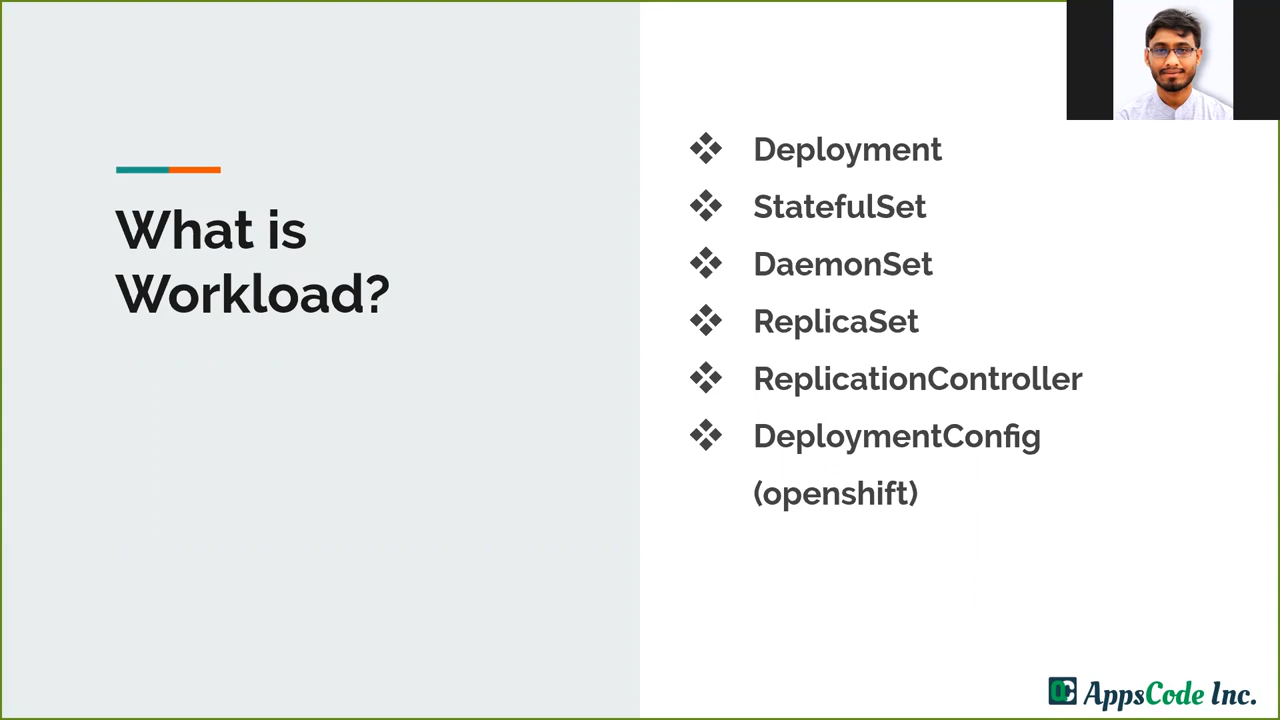 What is
Workload?
Deployment
StatefulSet
DaemonSet
ReplicaSet
ReplicationController
DeploymentConfig
(openshift)
AppsCode Inc.